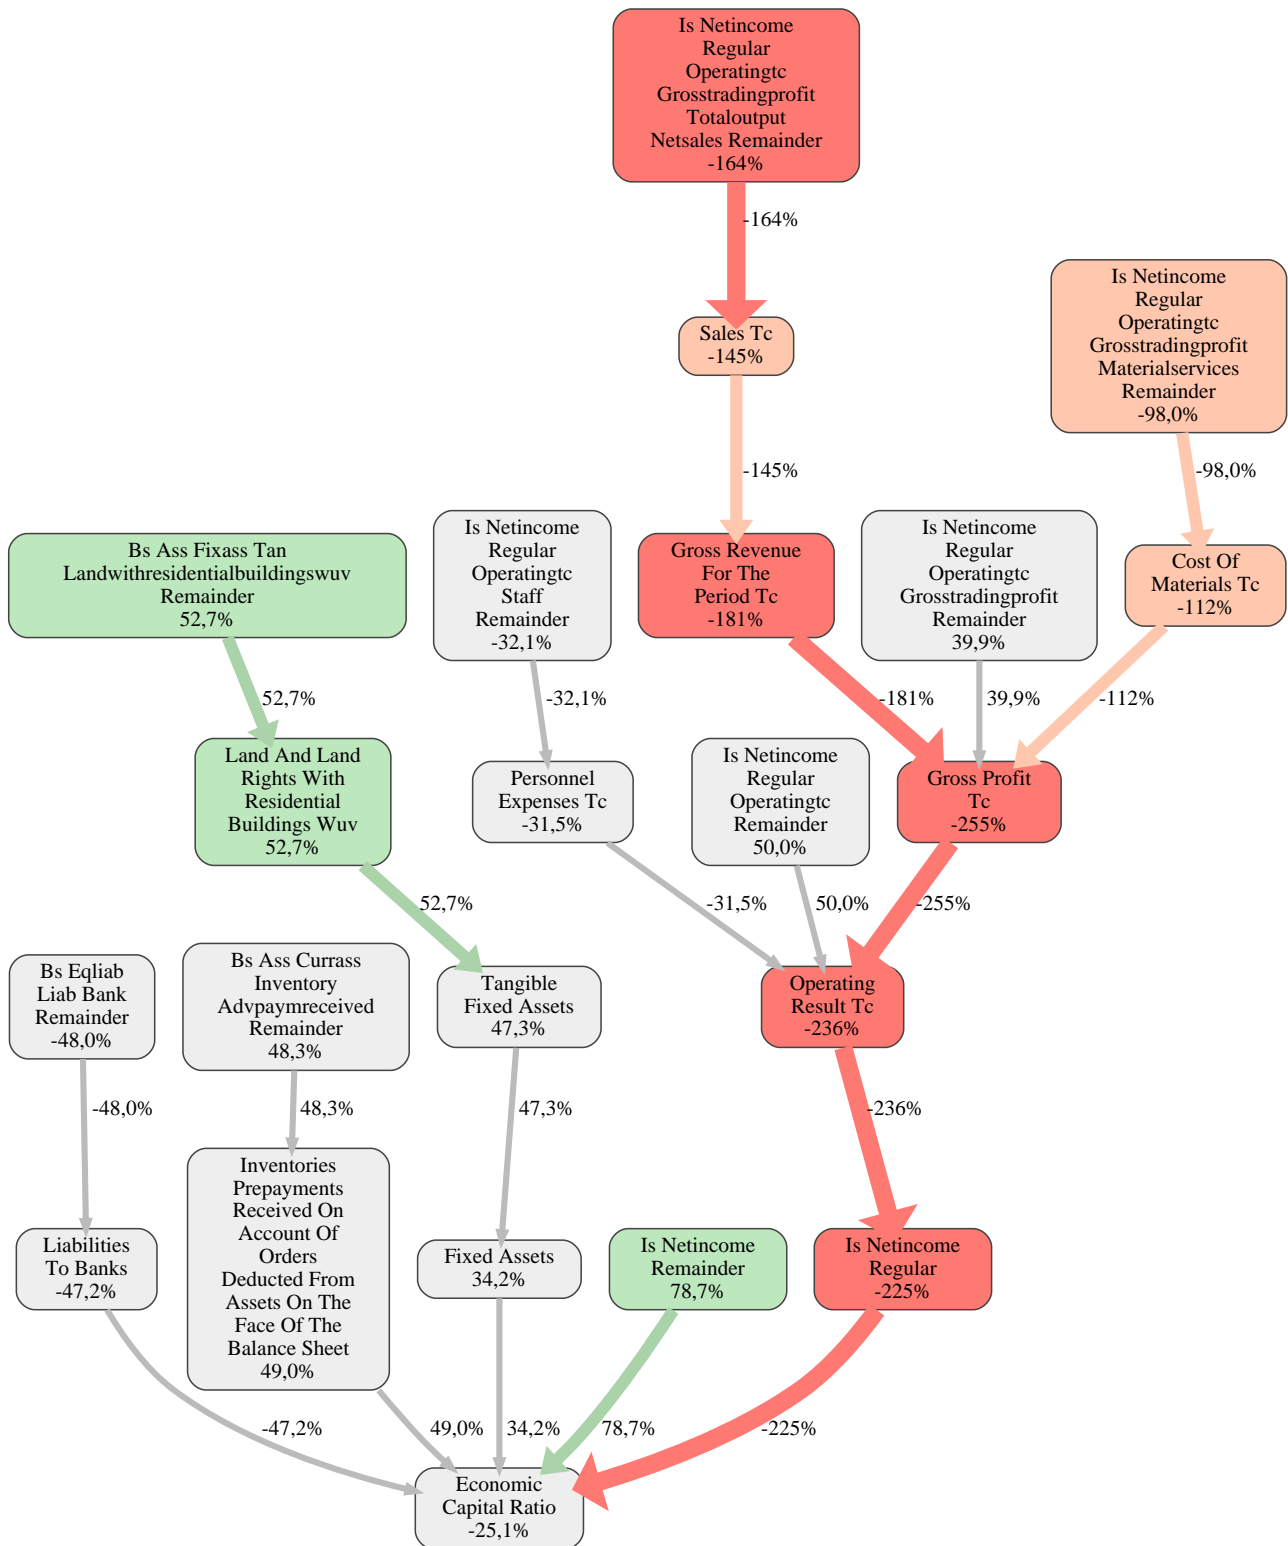 Is Netincome
Regular
Operatingtc
Grosstradingprofit
Totaloutput
Netsales Remainder
-164%
-164%
Is Netincome
Regular
Operatingtc
Grosstradingprofit
Materialservices
Remainder
-98,0%
Sales Tc
-145%
-145%
-98,0%
Bs Ass Fixass Tan
Landwithresidentialbuildingswuv
Remainder
52,7%
Is Netincome
Regular
Operatingtc
Staff
Remainder
-32,1%
Gross Revenue
For The
Period Tc
-181%
Is Netincome
Regular
Operatingtc
Grosstradingprofit
Remainder
39,9%
Cost Of
Materials Tc
-112%
52,7%
-32,1%
-181%
39,9%
-112%
Land And Land
Rights With
Residential
Buildings Wuv
52,7%
Personnel
Expenses Tc
-31,5%
Is Netincome
Regular
Operatingtc
Remainder
50,0%
Gross Profit
Tc
-255%
52,7%
-31,5%
50,0%
-255%
Bs Eqliab
Liab Bank
Remainder
-48,0%
Bs Ass Currass
Inventory
Advpaymreceived
Remainder
48,3%
Tangible
Fixed Assets
47,3%
Operating
Result Tc
-236%
-48,0%
48,3%
47,3%
-236%
Liabilities
To Banks
-47,2%
Inventories
Prepayments
Received On
Account Of
Orders
Deducted From
Assets On The
Face Of The
Balance Sheet
49,0%
Fixed Assets
34,2%
Is Netincome
Remainder
78,7%
Is Netincome
Regular
-225%
-47,2%
49,0%
34,2%
78,7%
-225%
Economic
Capital Ratio
-25,1%